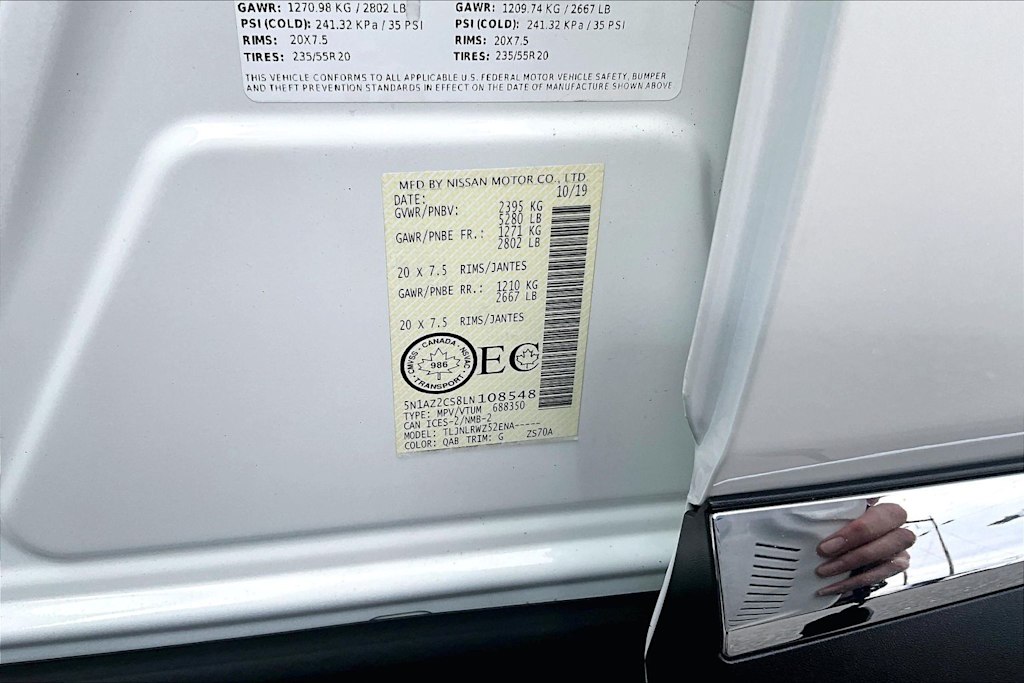 GAWR: 1270.98 KG / 2802 LB GAWR: 1209.74 KG / 2667 LB
PSI (COLD): 241.32 KPa / 35 PSI PSI (COLD): 241.32 KPa / 35 PSI
RIMS: 20X7.5 RIMS: 20X7.5
TIRES: 235/55R20 TIRES: 235/55R20
THIS VEHICLE CONFORMS TO ALL APPLICABLE U.S. FEDERAL MOTOR VEHICLE SAFETY, BUMPER
AND THEFT PREVENTION STANDARDS IN EFFECT ON THE DATE OF MANUFACTURE SHOWN ABOVE
MFD BY NISSAN MOTOR CO., LTD.
DATE: 10/19
GVWR/PNBV: 2395 KG
5280 LB
GAWR/PNBE FR.: 1271 KG
2802 LB
20 X 7.5 RIMS/JANTES
GAWR/PNBE RR.: 1210 KG
2667 LB
20 X 7.5 RIMS/JANTES
CMVSS · CANADA · NSVAC · TRANSPORT ·
986
EC
5N1AZ2CS8LN108548
TYPE: MPV/VTUM 688350
CAN ICES-2/NMB-2
MODEL: TLJNLRWZ52ENA-----
COLOR: QAB TRIM: G ZS70A